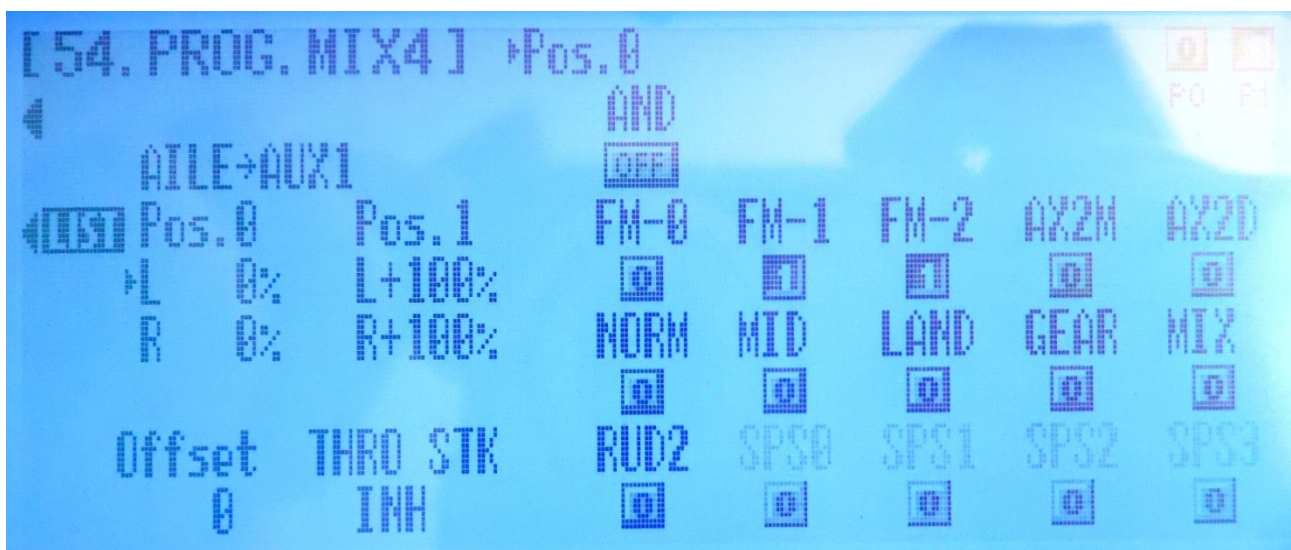 [54.PROG.MIX4] ▸Pos.0 0 1
AND P0 P1
AILE→AUX1 OFF
LIST Pos.0 Pos.1 FM-0 FM-1 FM-2 AX2M AX2D
▸L 0% L+100% 0 1 1 0 0
R 0% R+100% NORM MID LAND GEAR MIX
0 0 0 0 0
Offset THRO STK RUD2 SPS0 SPS1 SPS2 SPS3
0 INH 0 0 0 0 0